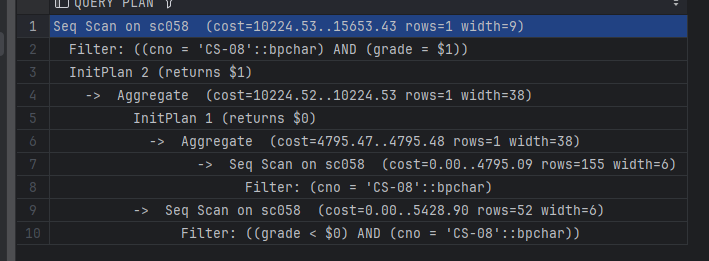 QUERY PLAN
1 Seq Scan on sc058  (cost=10224.53..15653.43 rows=1 width=9)
2 Filter: ((cno = 'CS-08'::bpchar) AND (grade = $1))
3 InitPlan 2 (returns $1)
4 ->  Aggregate  (cost=10224.52..10224.53 rows=1 width=38)
5 InitPlan 1 (returns $0)
6 ->  Aggregate  (cost=4795.47..4795.48 rows=1 width=38)
7 ->  Seq Scan on sc058  (cost=0.00..4795.09 rows=155 width=6)
8 Filter: (cno = 'CS-08'::bpchar)
9 ->  Seq Scan on sc058  (cost=0.00..5428.90 rows=52 width=6)
10 Filter: ((grade < $0) AND (cno = 'CS-08'::bpchar))